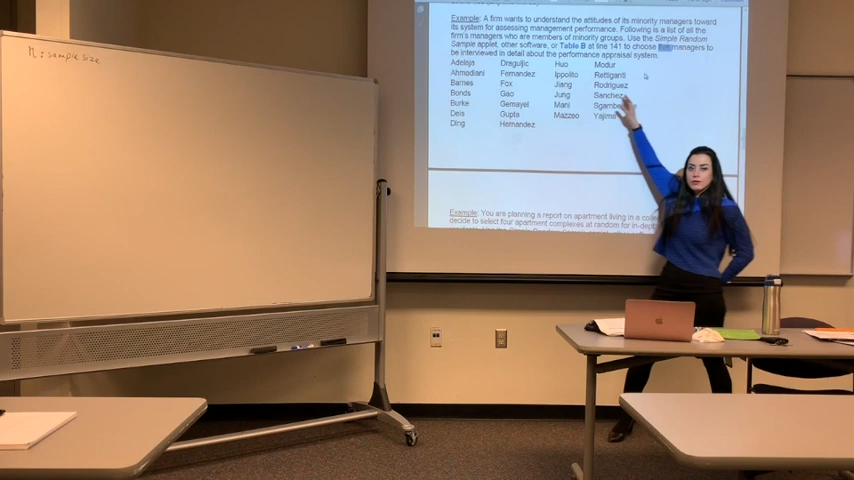 n: sample size
Example: A firm wants to understand the attitudes of its minority managers toward
its system for assessing management performance. Following is a list of all the
firm's managers who are members of minority groups. Use the Simple Random
Sample applet, other software, or Table B at line 141 to choose five managers to
be interviewed in detail about the performance appraisal system.
Adelaja Draguljic Huo Modur
Ahmadiani Fernandez Ippolito Rettiganti
Barnes Fox Jiang Rodriguez
Bonds Gao Jung Sanchez
Burke Gemayel Mani
Deis Gupta Mazzeo Yajima
Ding Hernandez
Example: You are planning a report on apartment living in a
decide to select four apartment complexes at random for